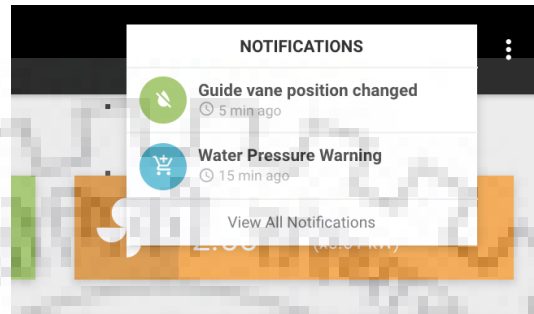 NOTIFICATIONS
Guide vane position changed
5 min ago
Water Pressure Warning
15 min ago
View All Notifications